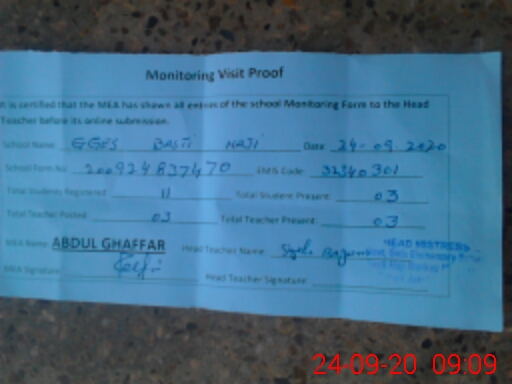 Monitoring Visit Proof
It is certified that the MEA has shown all entries of the school Monitoring Form to the Head
Teacher before its online submission.
School Name: GGES BASTI HAJI Date: 24-09-2020
School Form No: 200924837470 EMIS Code: 32340301
Total Students Registered: 11 Total Student Present: 03
Total Teacher Posted: 03 Total Teacher Present: 03
MEA Name: ABDUL GHAFFAR Head Teacher Name:
HEAD MISTRESS
MEA Signature: Head Teacher Signature
24-09-20 09:09